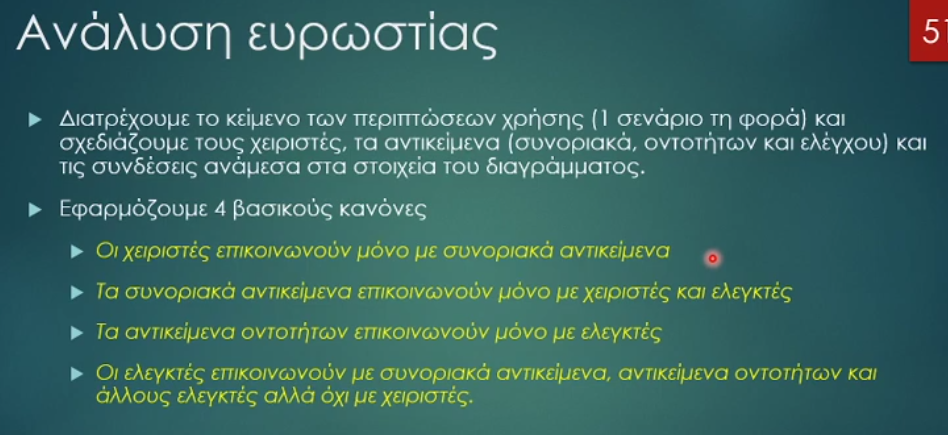 Ανάλυση ευρωστίας
51
Διατρέχουμε το κείμενο των περιπτώσεων χρήσης (1 σενάριο τη φορά) και
σχεδιάζουμε τους χειριστές, τα αντικείμενα (συνοριακά, οντοτήτων και ελέγχου) και
τις συνδέσεις ανάμεσα στα στοιχεία του διαγράμματος.
Εφαρμόζουμε 4 βασικούς κανόνες
Οι χειριστές επικοινωνούν μόνο με συνοριακά αντικείμενα
Τα συνοριακά αντικείμενα επικοινωνούν μόνο με χειριστές και ελεγκτές
Τα αντικείμενα οντοτήτων επικοινωνούν μόνο με ελεγκτές
Οι ελεγκτές επικοινωνούν με συνοριακά αντικείμενα, αντικείμενα οντοτήτων και
άλλους ελεγκτές αλλά όχι με χειριστές.